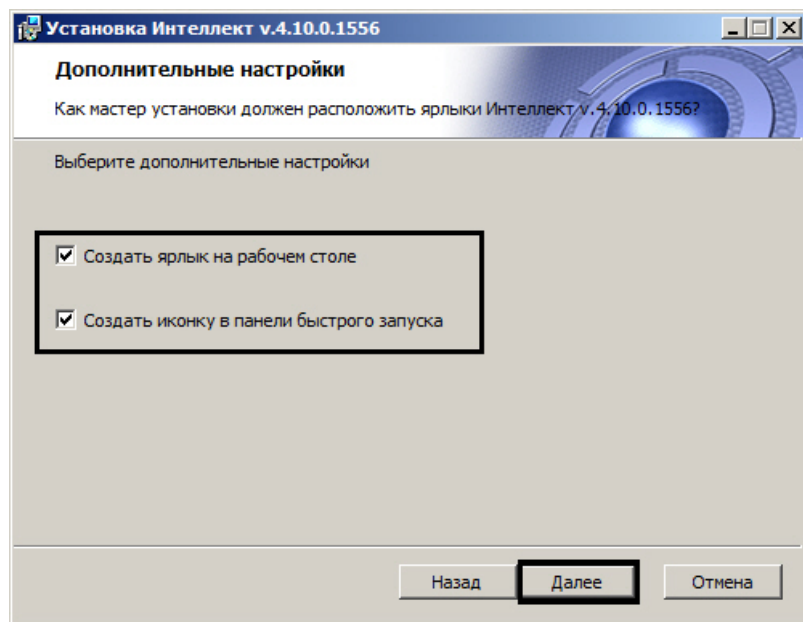 Установка Интеллект v.4.10.0.1556
Дополнительные настройки
Как мастер установки должен расположить ярлыки Интеллект v.4.10.0.1556?
Выберите дополнительные настройки
Создать ярлык на рабочем столе
Создать иконку в панели быстрого запуска
Назад Далее Отмена